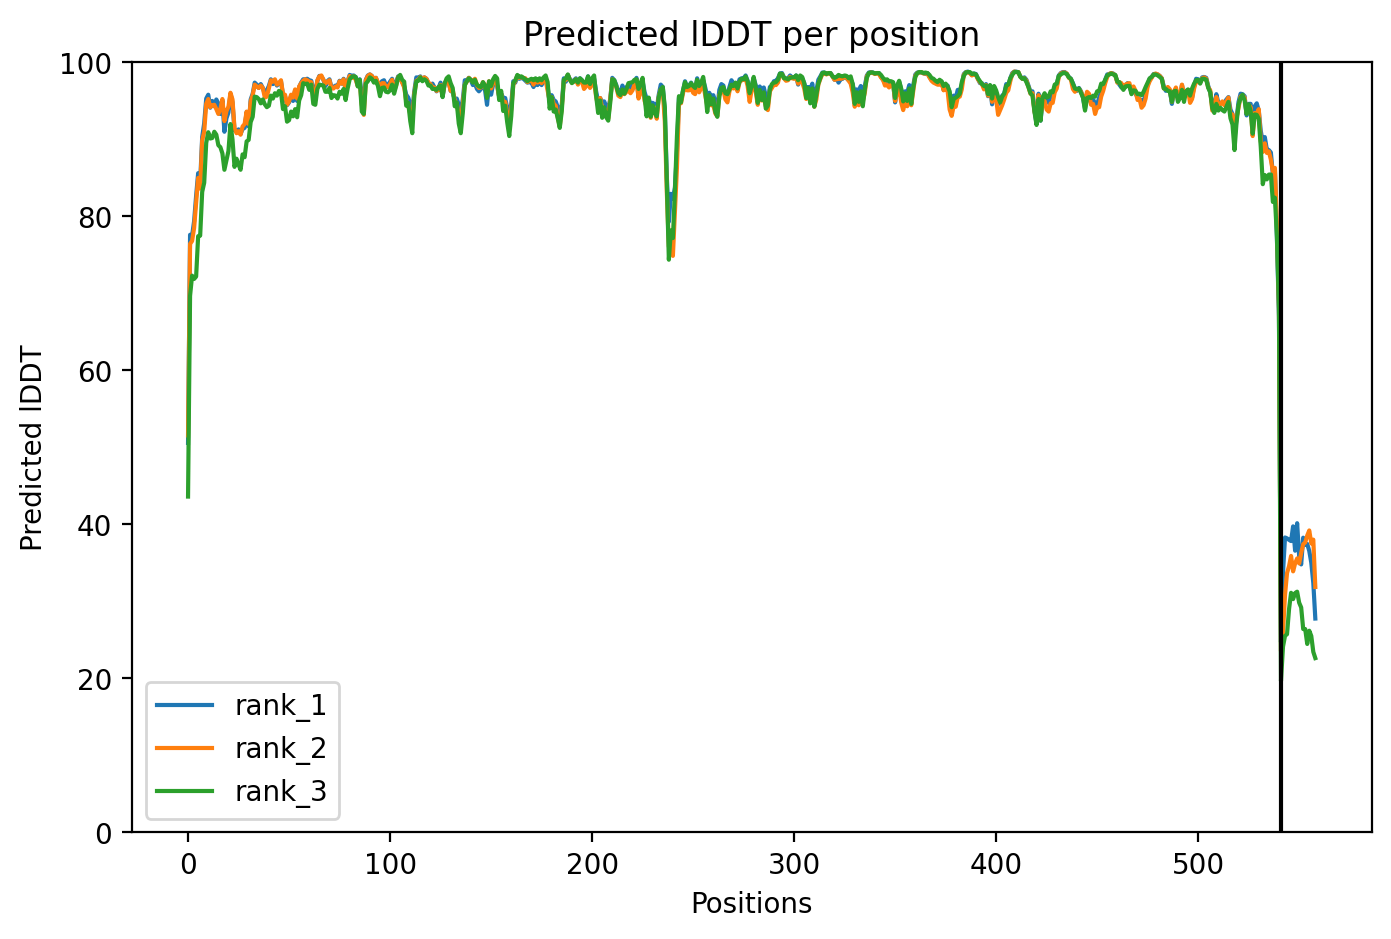 Predicted lDDT per position
Predicted lDDT
100
80
60
40
20
0
rank_1
rank_2
rank_3
0 100 200 300 400 500
Positions